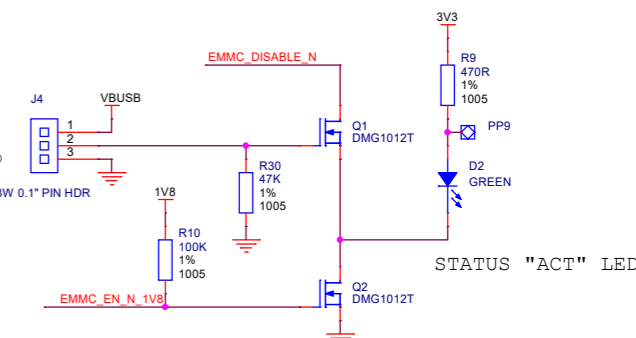 3V3
EMMC_DISABLE_N
R9
470R
1%
1005
J4
VBUSB
1
2
3
Q1
DMG1012T
PP9
R30
47K
1%
1005
D2
GREEN
W 0.1" PIN HDR
1V8
R10
100K
1%
1005
STATUS "ACT" LED
Q2
DMG1012T
EMMC_EN_N_1V8